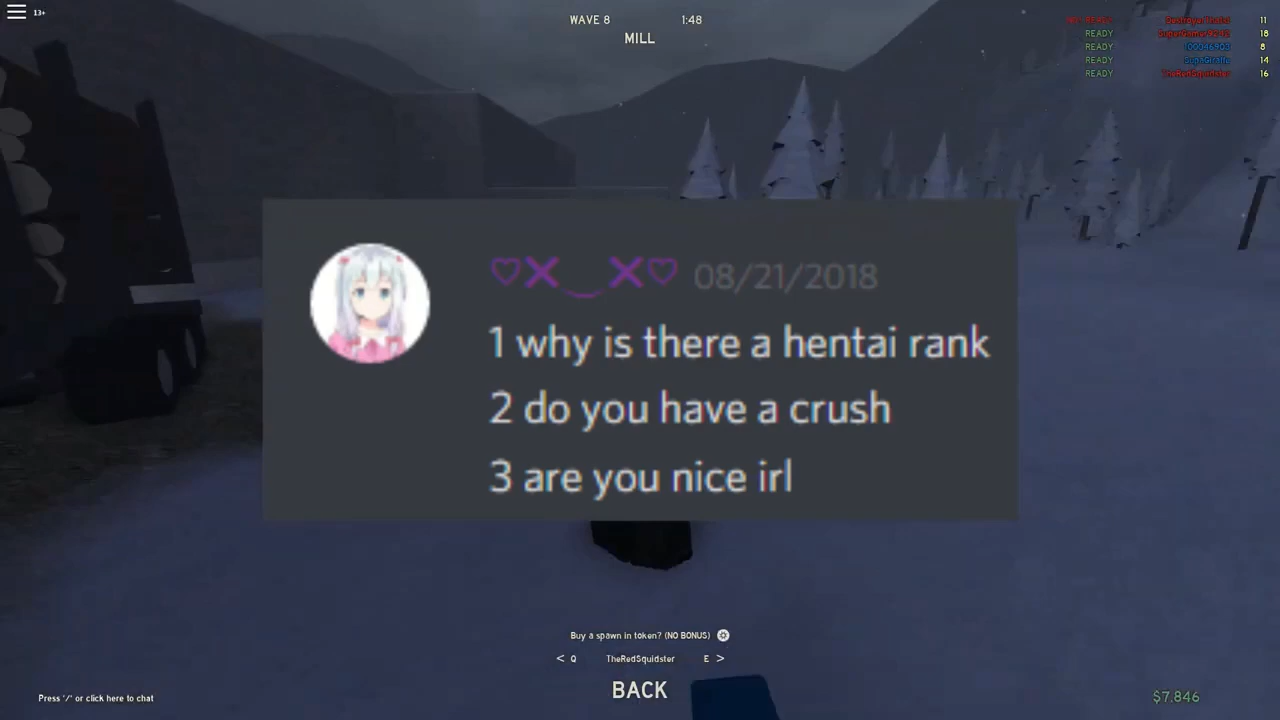 13+
WAVE 8 1:48
MILL
READY 18
READY 8
READY 14
READY TheRedSquidster 16
♡X‿X♡ 08/21/2018
1 why is there a hentai rank
2 do you have a crush
3 are you nice irl
Buy a spawn in token? (NO BONUS)
< Q TheRedSquidster E >
BACK
Press '/' or click here to chat
$7,846